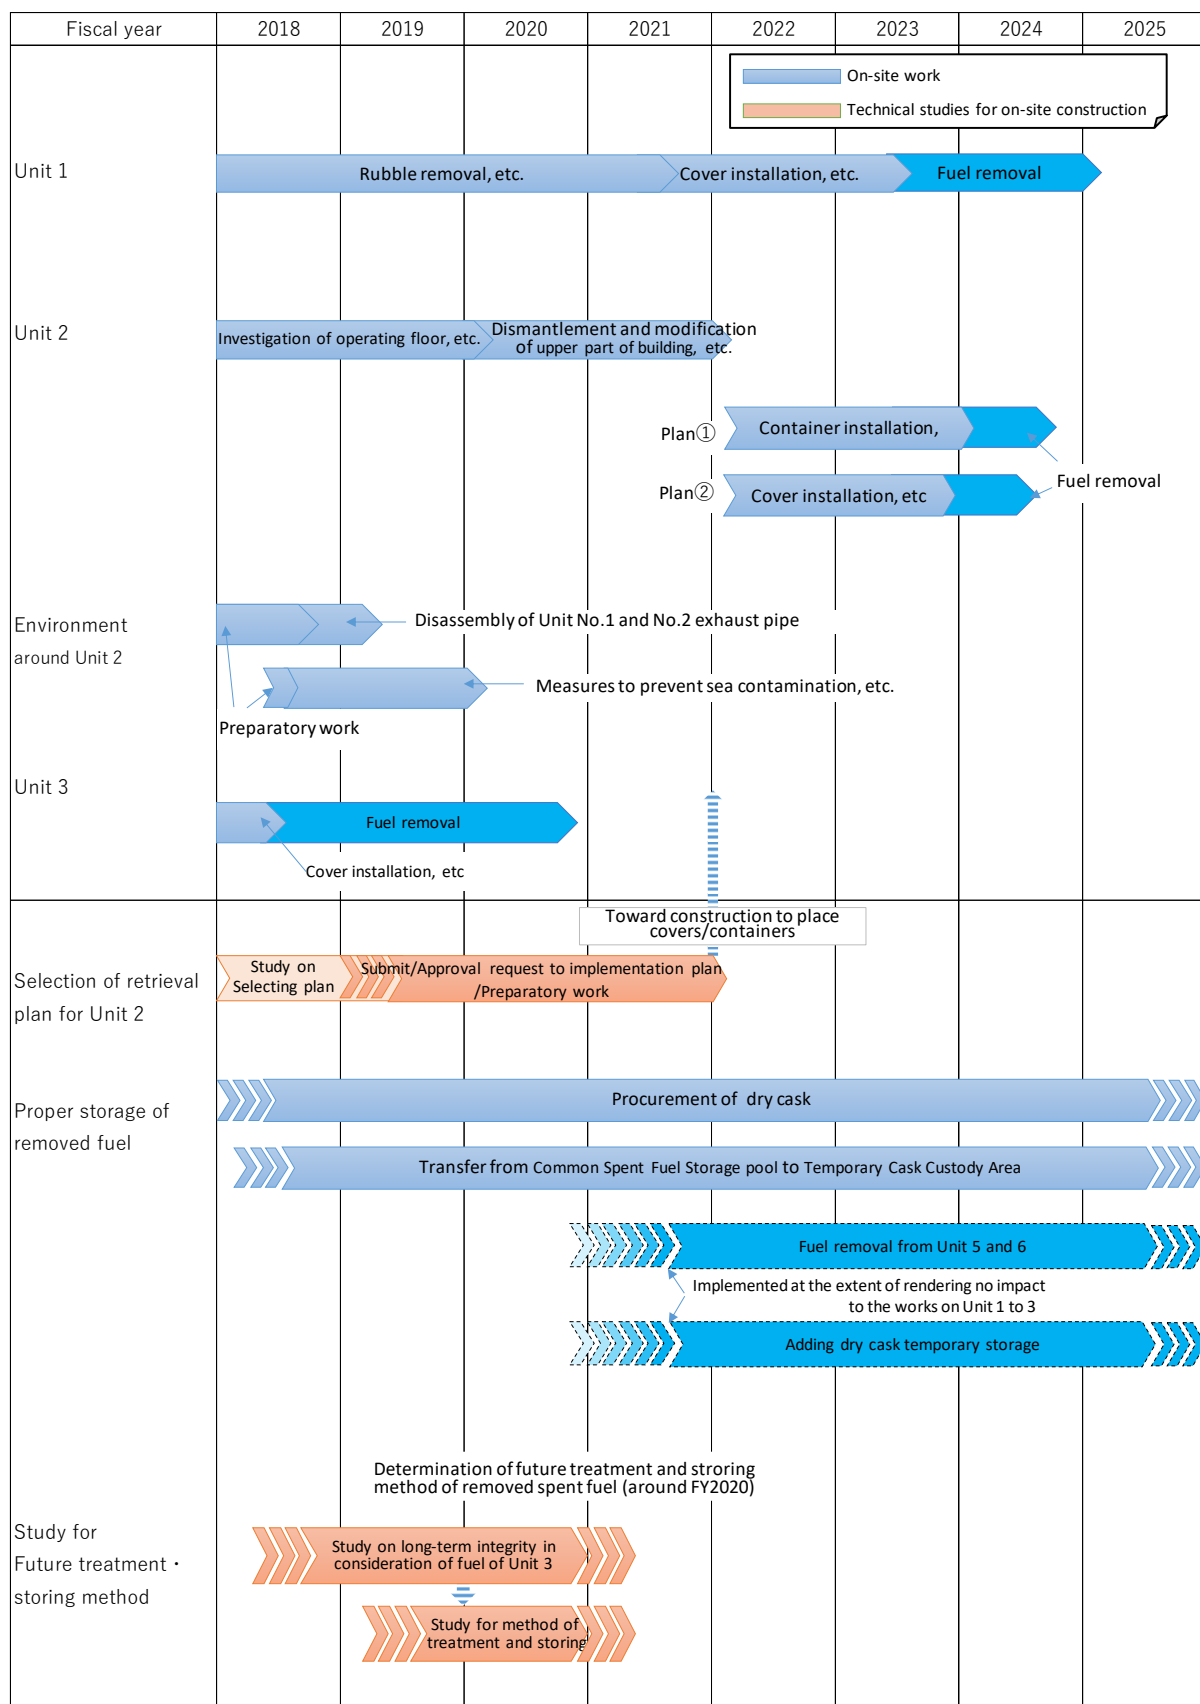 Fiscal year 2018 2019 2020 2021 2022 2023 2024 2025
On-site work
Technical studies for on-site construction
Unit 1
Rubble removal, etc.
Cover installation, etc.
Fuel removal
Unit 2
Investigation of operating floor, etc.
Dismantlement and modification
of upper part of building, etc.
Plan①
Container installation,
Plan②
Cover installation, etc
Fuel removal
Environment
around Unit 2
Disassembly of Unit No.1 and No.2 exhaust pipe
Measures to prevent sea contamination, etc.
Preparatory work
Unit 3
Fuel removal
Cover installation, etc
Toward construction to place
covers/containers
Selection of retrieval
plan for Unit 2
Study on
Selecting plan
Submit/Approval request to implementation plan
/Preparatory work
Proper storage of
removed fuel
Procurement of dry cask
Transfer from Common Spent Fuel Storage pool to Temporary Cask Custody Area
Fuel removal from Unit 5 and 6
Implemented at the extent of rendering no impact
to the works on Unit 1 to 3
Adding dry cask temporary storage
Determination of future treatment and stroring
method of removed spent fuel (around FY2020)
Study for
Future treatment・
storing method
Study on long-term integrity in
consideration of fuel of Unit 3
Study for method of
treatment and storing